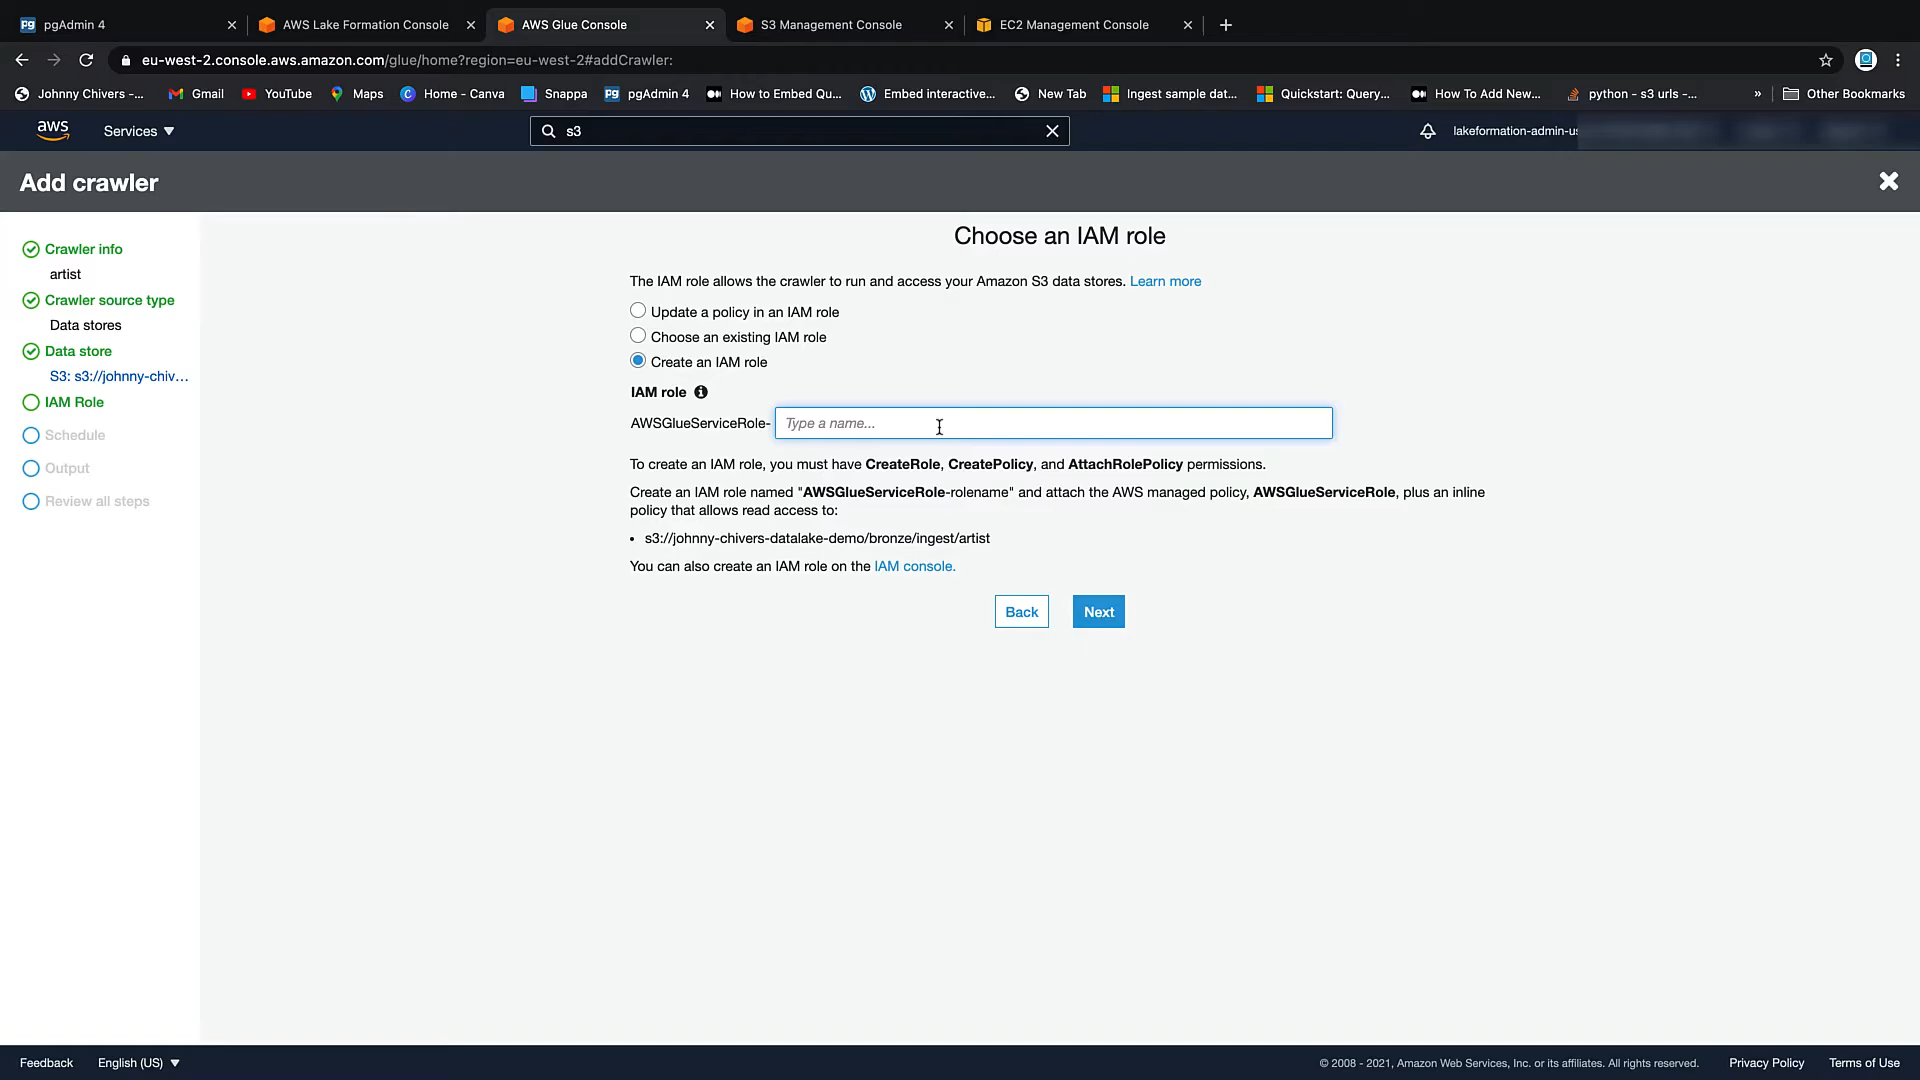 pgAdmin 4
AWS Lake Formation Console
AWS Glue Console
S3 Management Console
EC2 Management Console
eu-west-2.console.aws.amazon.com/glue/home?region=eu-west-2#addCrawler:
Johnny Chivers -...
Gmail
YouTube
Maps
Home - Canva
Snappa
pgAdmin 4
How to Embed Qu...
Embed interactive...
New Tab
Ingest sample dat...
Quickstart: Query...
How To Add New...
python - s3 urls -...
»
Other Bookmarks
aws
Services
s3
lakeformation-admin-us
Add crawler
Crawler info
artist
Crawler source type
Data stores
Data store
S3: s3://johnny-chiv...
IAM Role
Schedule
Output
Review all steps
Choose an IAM role
The IAM role allows the crawler to run and access your Amazon S3 data stores. Learn more
Update a policy in an IAM role
Choose an existing IAM role
Create an IAM role
IAM role
AWSGlueServiceRole- Type a name...
To create an IAM role, you must have CreateRole, CreatePolicy, and AttachRolePolicy permissions.
Create an IAM role named "AWSGlueServiceRole-rolename" and attach the AWS managed policy, AWSGlueServiceRole, plus an inline
policy that allows read access to:
• s3://johnny-chivers-datalake-demo/bronze/ingest/artist
You can also create an IAM role on the IAM console.
Back
Next
Feedback
English (US)
© 2008 - 2021, Amazon Web Services, Inc. or its affiliates. All rights reserved.
Privacy Policy
Terms of Use